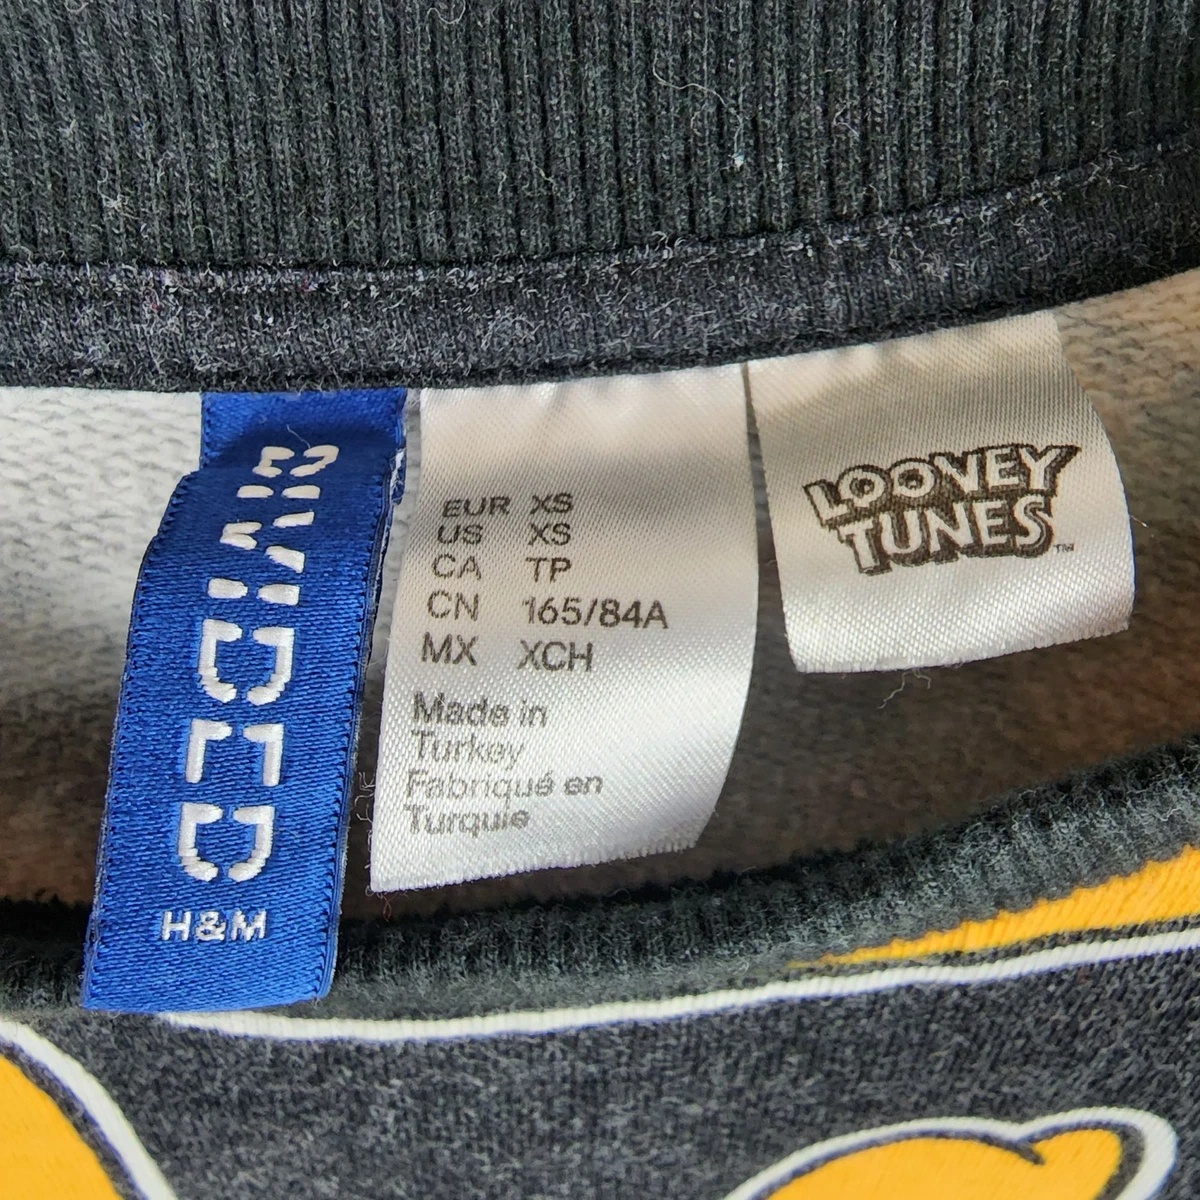 DIVIDED
H&M
EUR XS
US XS
CA TP
CN 165/84A
MX XCH
Made in
Turkey
Fabriqué en
Turquie
LOONEY
TUNES™